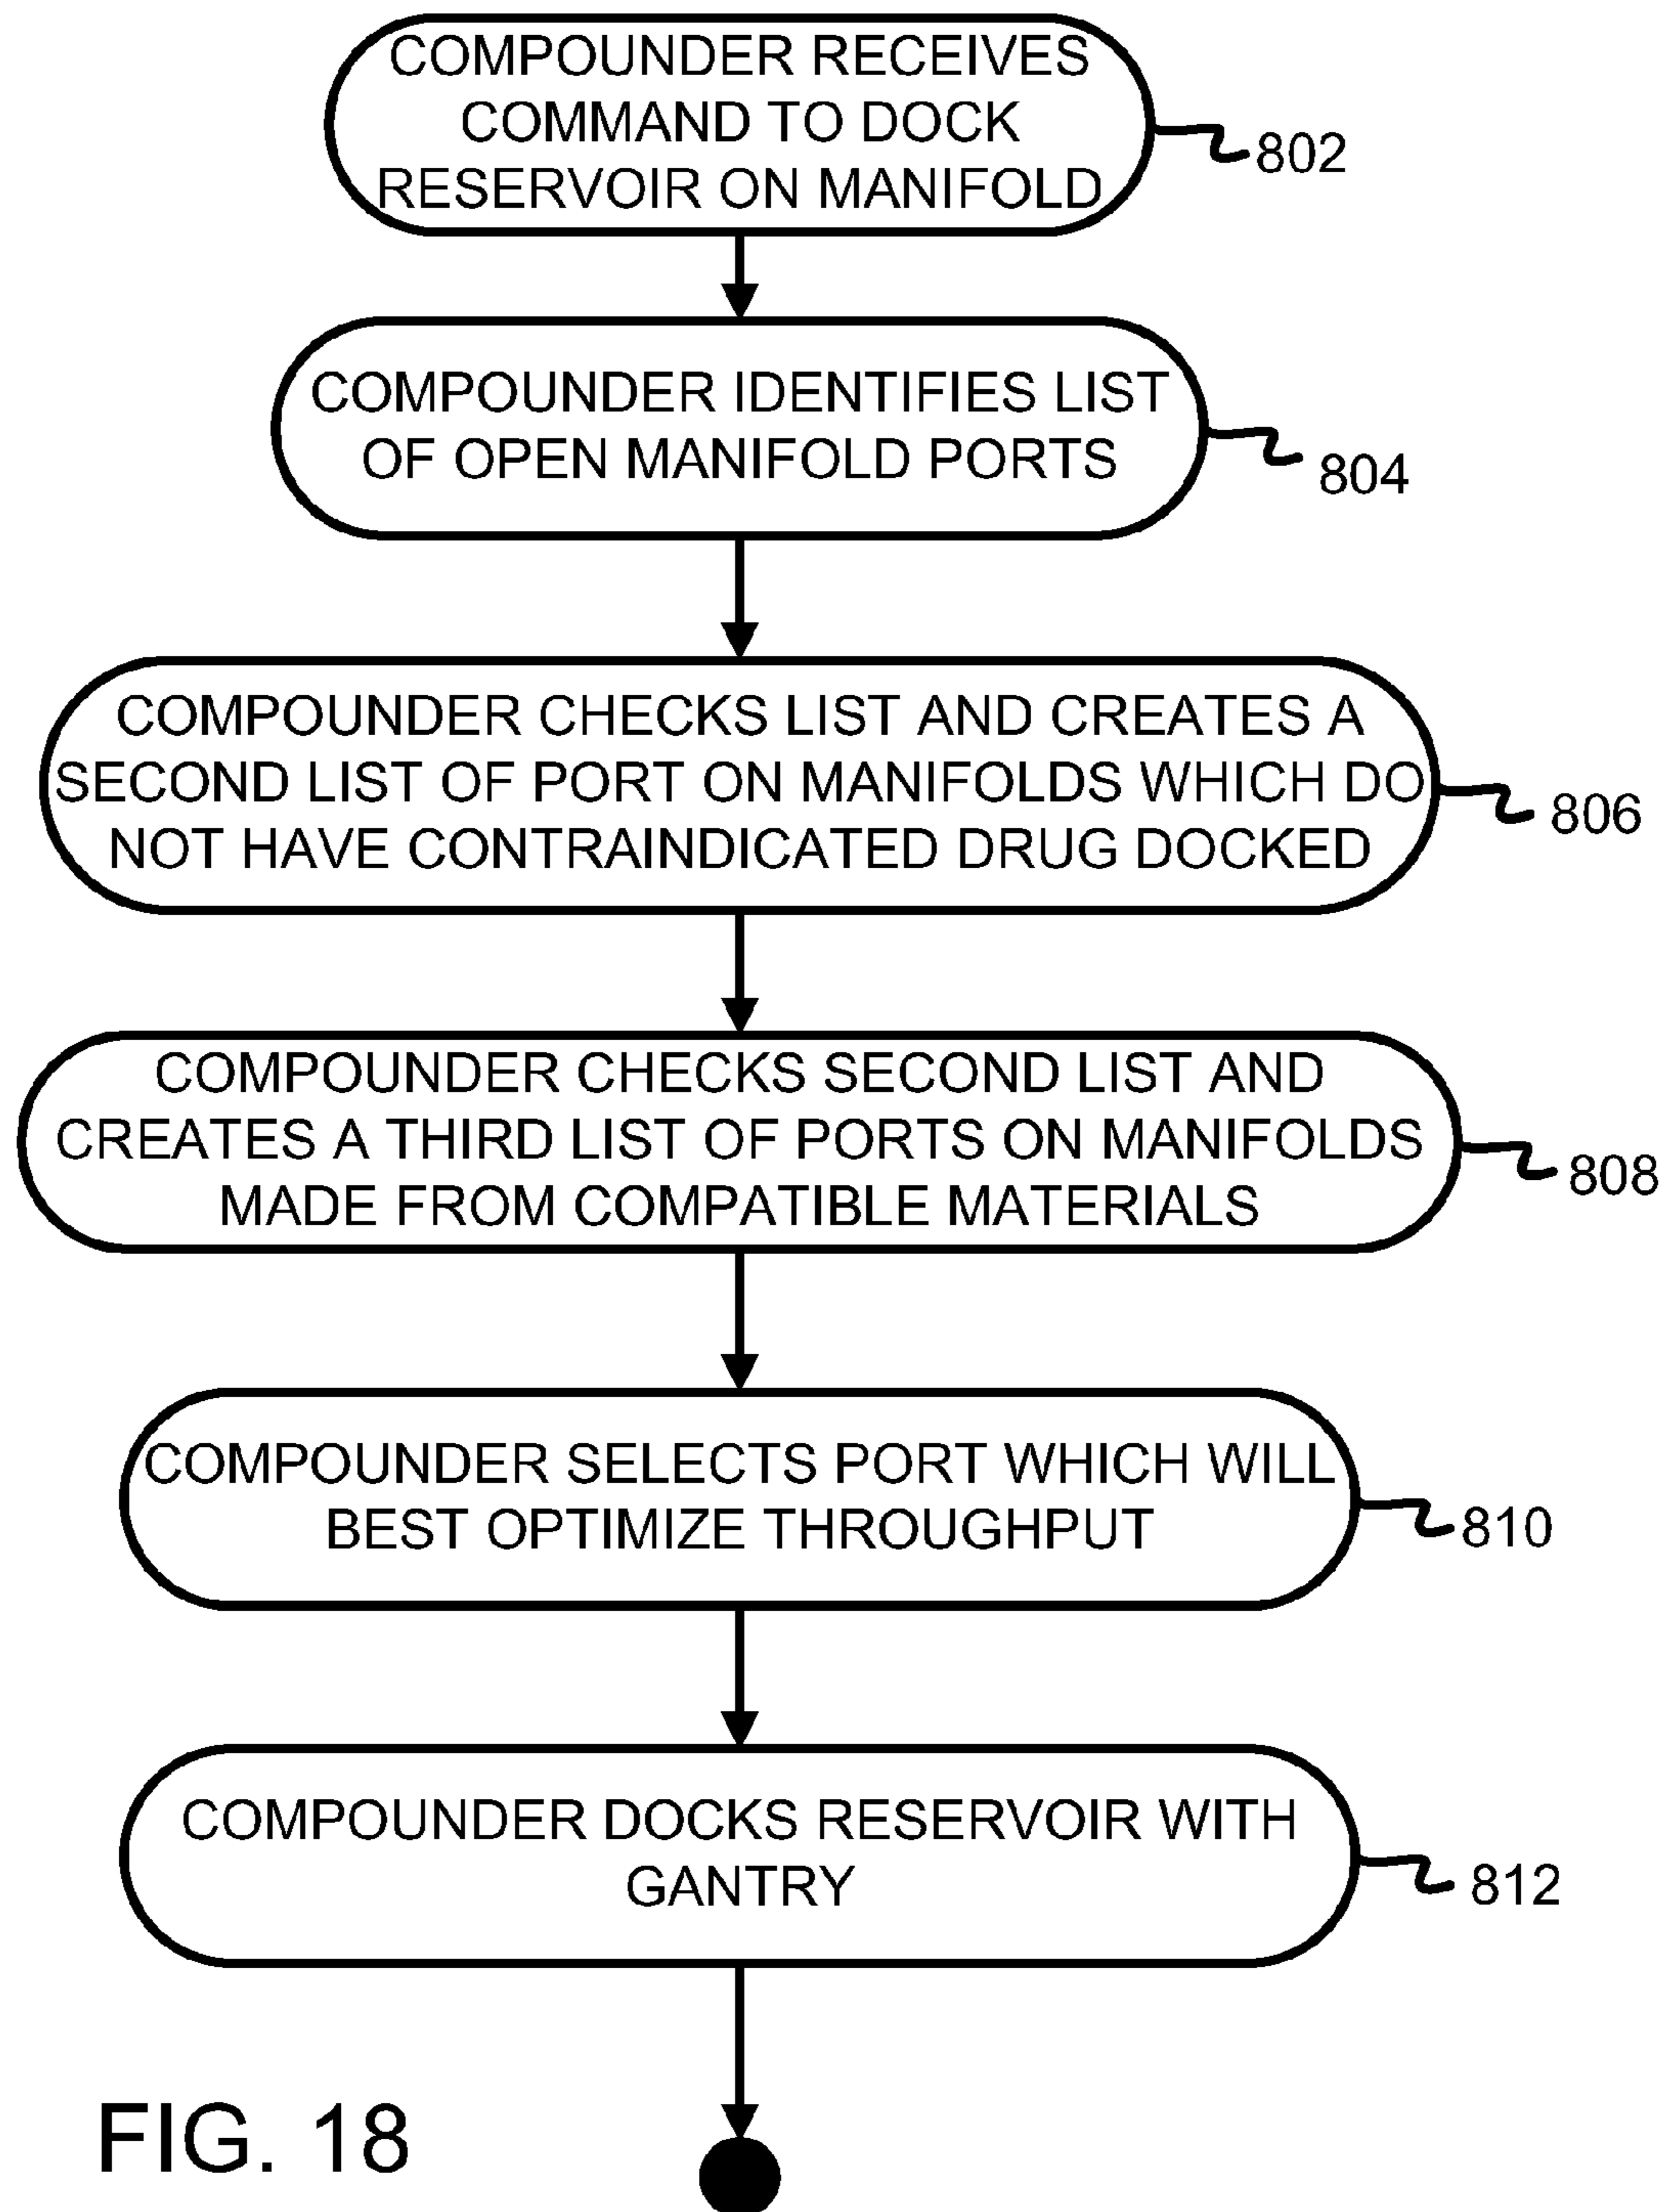 COMPOUNDER RECEIVES
COMMAND TO DOCK
RESERVOIR ON MANIFOLD
802
COMPOUNDER IDENTIFIES LIST
OF OPEN MANIFOLD PORTS
804
COMPOUNDER CHECKS LIST AND CREATES A
SECOND LIST OF PORT ON MANIFOLDS WHICH DO
NOT HAVE CONTRAINDICATED DRUG DOCKED
806
COMPOUNDER CHECKS SECOND LIST AND
CREATES A THIRD LIST OF PORTS ON MANIFOLDS
MADE FROM COMPATIBLE MATERIALS
808
COMPOUNDER SELECTS PORT WHICH WILL
BEST OPTIMIZE THROUGHPUT
810
COMPOUNDER DOCKS RESERVOIR WITH
GANTRY
812
FIG. 18